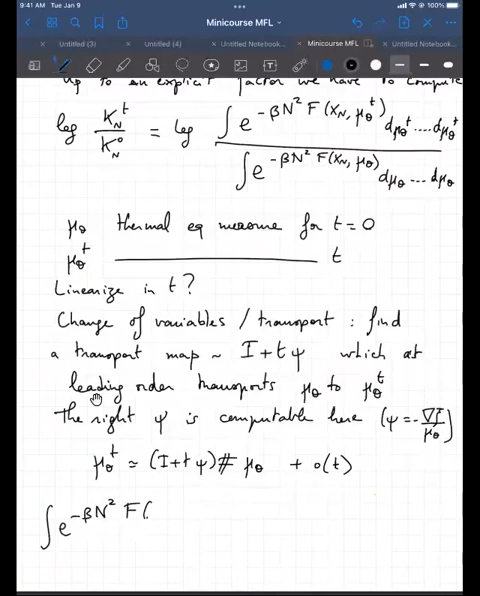 9:41 AM Tue Jan 9
100%
Minicourse MFL
Untitled (3)
Untitled (4)
Untitled Notebook...
Minicourse MFL
Untitled Notebook...
up to an explicit factor we have to compute
log K_N^t / K_N^0 = log ∫ e^{-βN² F(X_N, μ_θ^t)} dμ_θ^t .... dμ_θ^t / ∫ e^{-βN² F(X_N, μ_θ)} dμ_θ ... dμ_θ
μ_θ thermal eq measure for t = 0
μ_θ^t ———————— t
Linearize in t?
Change of variables / transport : find
a transport map ~ I + t ψ which at
leading order transports μ_θ to μ_θ^t
The right ψ is computable here (ψ = - ∇I / μ_θ)
μ_θ^t ≃ (I + t ψ) # μ_θ + o(t)
∫ e^{-βN² F(